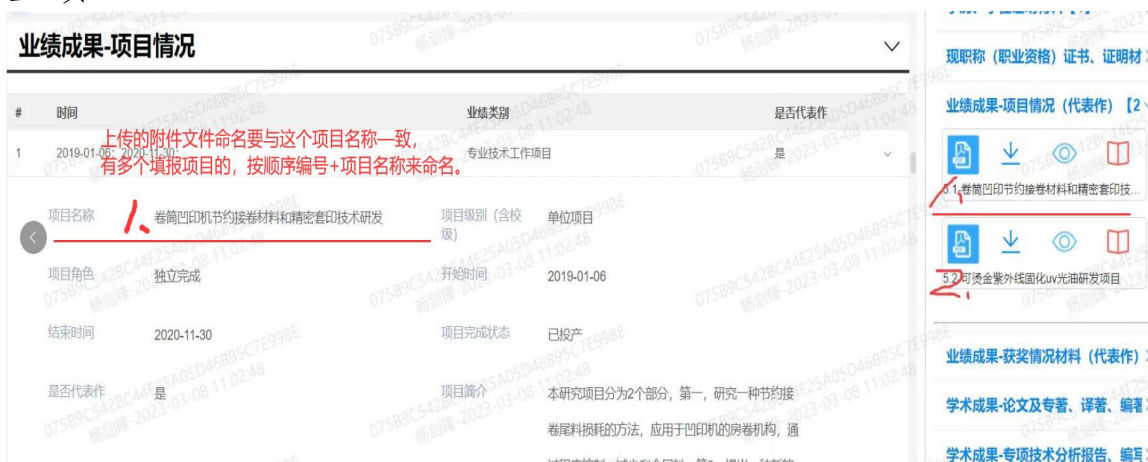 业绩成果-项目情况
# 时间 业绩类别 是否代表作
上传的附件文件命名要与这个项目名称一致，
1 2019-01-06; 2020-11-30; 专业技术工作项目 是
有多个填报项目的，按顺序编号+项目名称来命名。
项目名称 1、 卷筒凹印机节约接卷材料和精密套印技术研发 项目级别（含校级） 单位项目
项目角色 独立完成 开始时间 2019-01-06
结束时间 2020-11-30 项目完成状态 已投产
是否代表作 是 项目简介 本研究项目分为2个部分，第一，研究一种节约接
卷尾料损耗的方法，应用于凹印机的房卷机构，通
现职称（职业资格）证书、证明材
业绩成果-项目情况（代表作）【2
5.1-卷筒凹印节约接卷材料和精密套印技...
1、
5.2可烫金紫外线固化uv光油研发项目
2、
业绩成果-获奖情况材料（代表作）
学术成果-论文及专著、译著、编著
学术成果-专项技术分析报告、编写
075B9C5428C44E25A05D46B95C7E998E
杨剑锋-2023-03-08 11:02:48